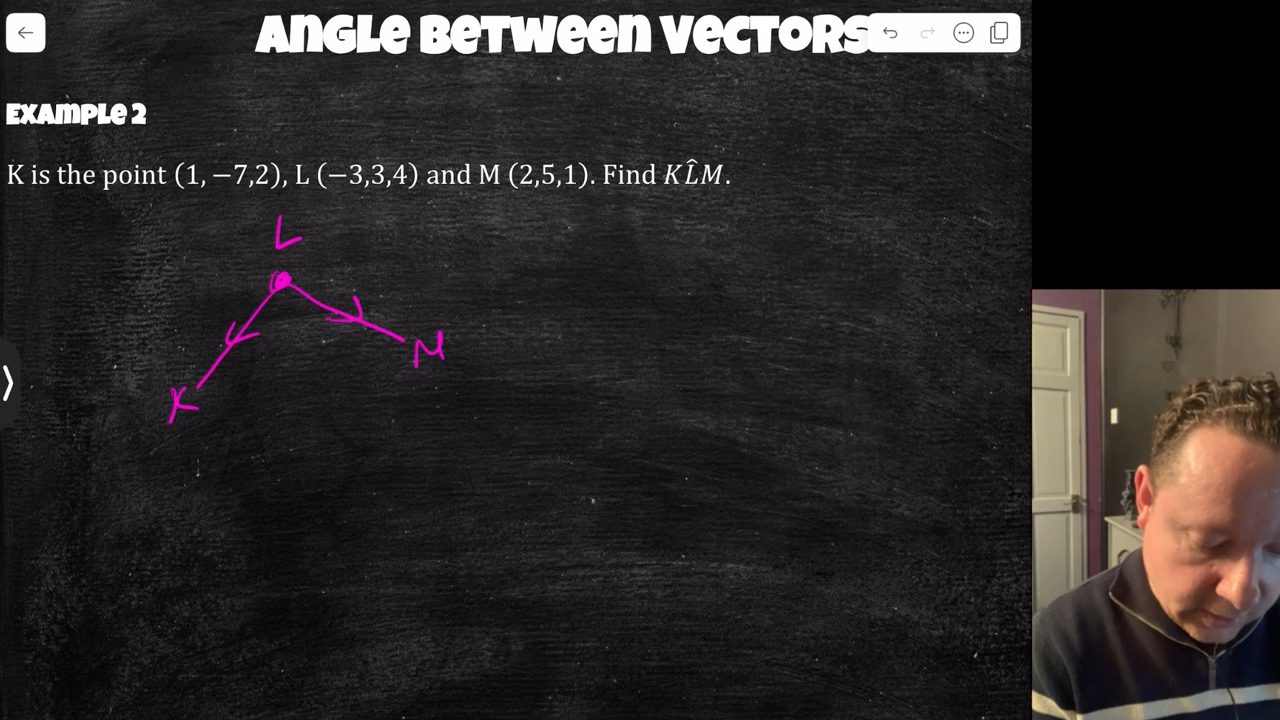 Angle Between Vectors
Example 2
K is the point (1, −7,2), L (−3,3,4) and M (2,5,1). Find KL̂M.
L
M
K